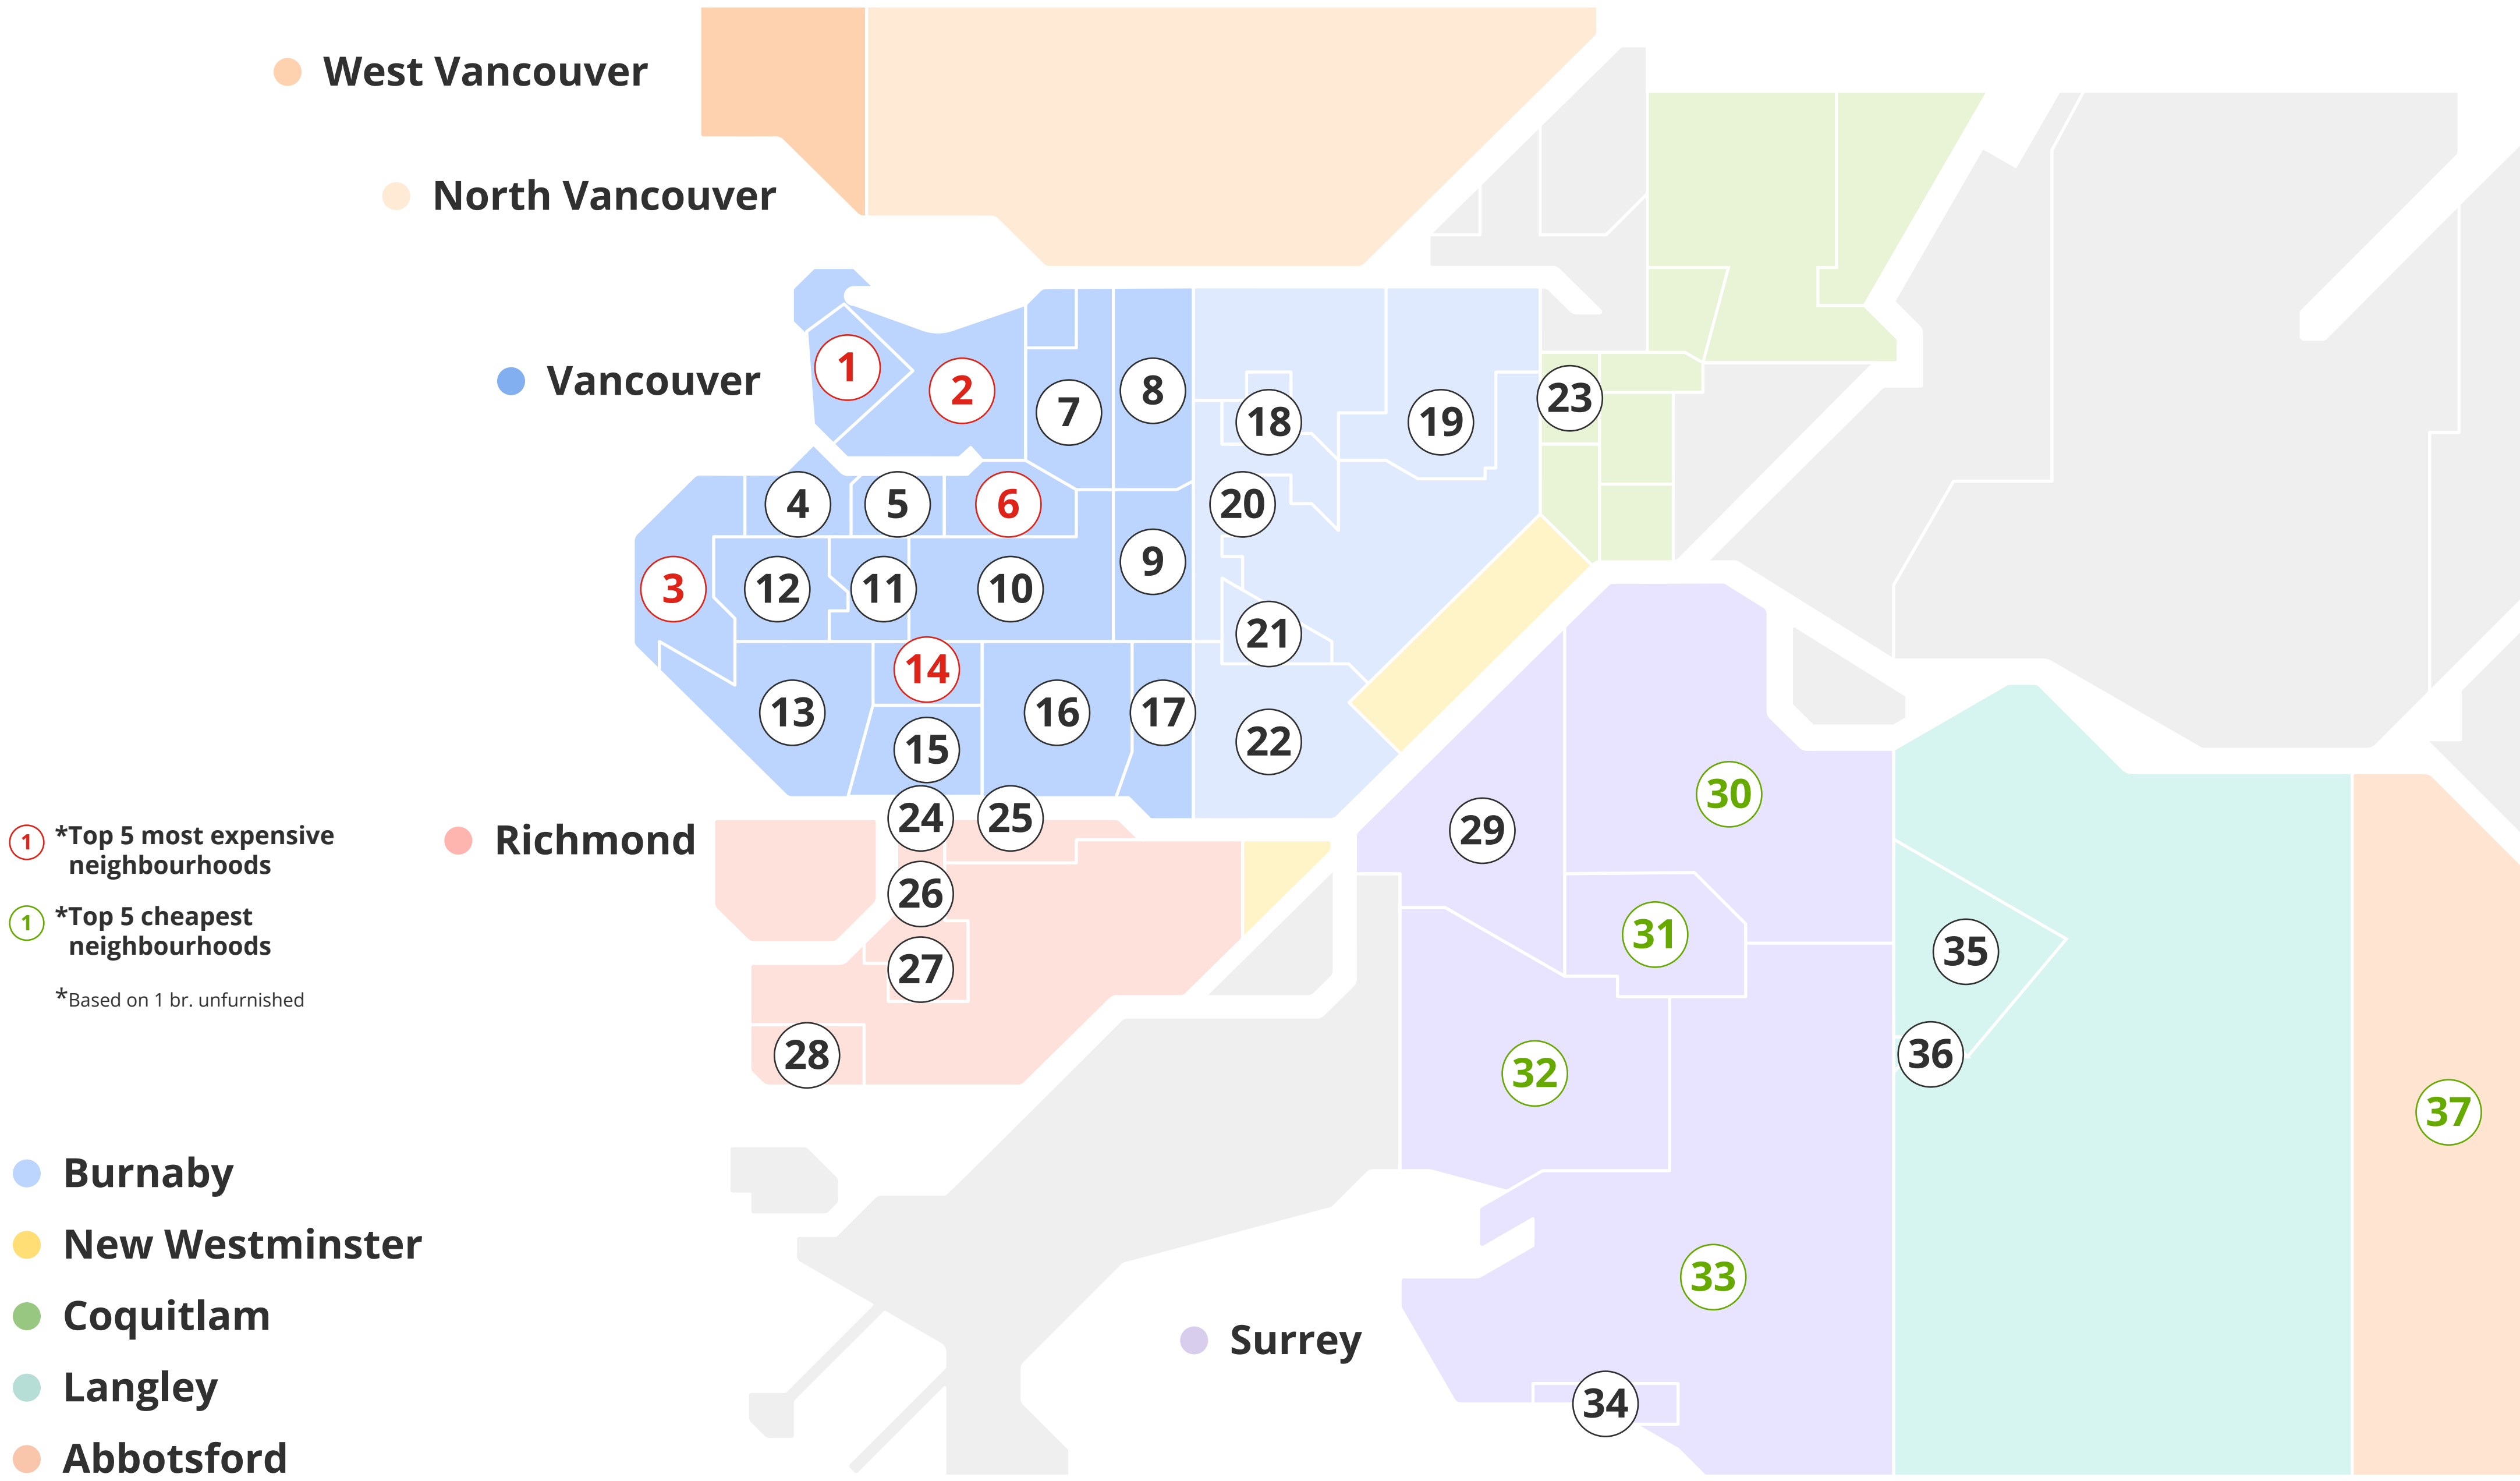 West Vancouver
North Vancouver
Vancouver
1
2
7
8
18
19
23
4
5
6
20
3
12
11
10
9
21
14
13
16
17
15
22
24
25
*Top 5 most expensive
neighbourhoods
1
Richmond
29
30
26
*Top 5 cheapest
neighbourhoods
1
31
35
27
*Based on 1 br. unfurnished
28
36
32
37
Burnaby
New Westminster
33
Coquitlam
Surrey
Langley
34
Abbotsford